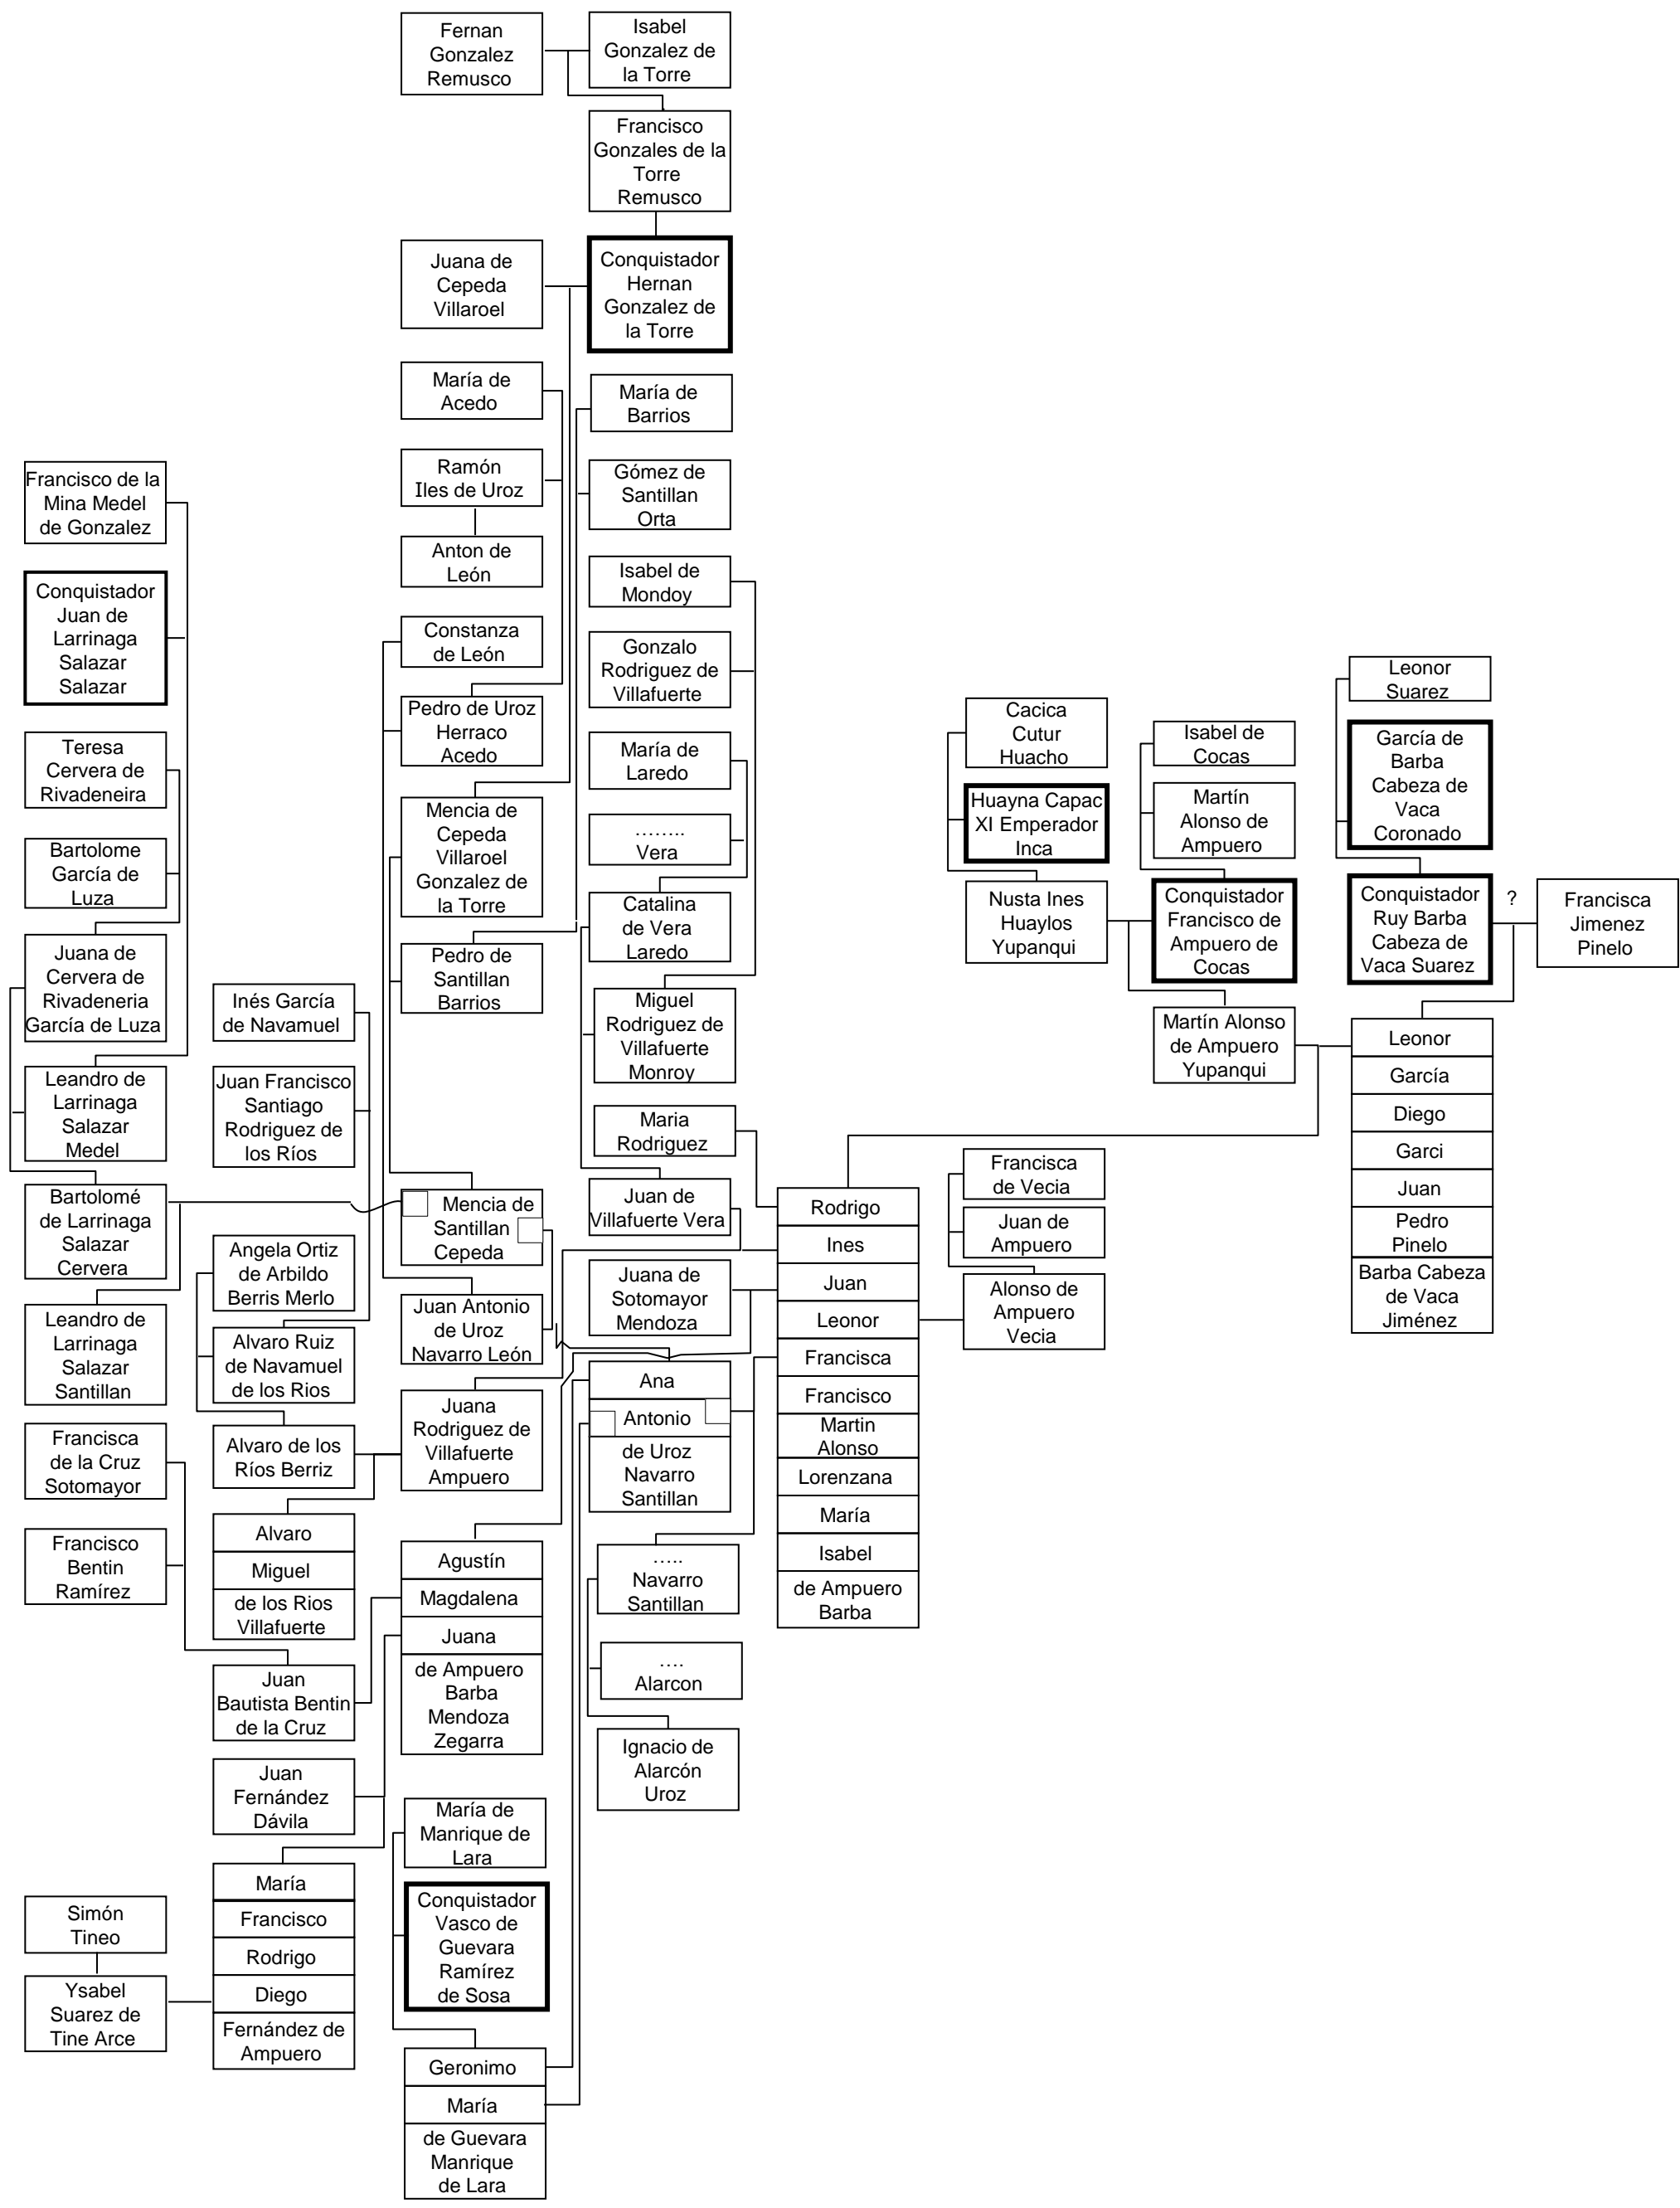 Fernan
Gonzalez
Remusco
Isabel
Gonzalez de
la Torre
Francisco
Gonzales de la
Torre
Remusco
Juana de
Cepeda
Villaroel
Conquistador
Hernan
Gonzalez de
la Torre
María de
Acedo
María de
Barrios
Ramón
Iles de Uroz
Gómez de
Santillan
Orta
Francisco de la
Mina Medel
de Gonzalez
Anton de
León
Isabel de
Mondoy
Conquistador
Juan de
Larrinaga
Salazar
Salazar
Constanza
de León
Gonzalo
Rodriguez de
Villafuerte
Leonor
Suarez
Pedro de Uroz
Herraco
Acedo
Cacica
Cutur
Huacho
Isabel de
Cocas
García de
Barba
Cabeza de
Vaca
Coronado
Teresa
Cervera de
Rivadeneira
María de
Laredo
Huayna Capac
XI Emperador
Inca
Martín
Alonso de
Ampuero
Mencia de
Cepeda
Villaroel
Gonzalez de
la Torre
........
Vera
Bartolome
García de
Luza
Catalina
de Vera
Laredo
Nusta Ines
Huaylos
Yupanqui
Conquistador
Francisco de
Ampuero de
Cocas
Conquistador
Ruy Barba
Cabeza de
Vaca Suarez
?
Francisca
Jimenez
Pinelo
Juana de
Cervera de
Rivadeneria
García de Luza
Pedro de
Santillan
Barrios
Inés García
de Navamuel
Miguel
Rodriguez de
Villafuerte
Monroy
Martín Alonso
de Ampuero
Yupanqui
Leonor
García
Diego
Garci
Juan
Pedro
Pinelo
Barba Cabeza
de Vaca
Jiménez
Leandro de
Larrinaga
Salazar
Medel
Juan Francisco
Santiago
Rodriguez de
los Ríos
Maria
Rodriguez
Francisca
de Vecia
Bartolomé
de Larrinaga
Salazar
Cervera
Mencia de
Santillan
Cepeda
Juan de
Villafuerte Vera
Rodrigo
Ines
Juan
Leonor
Francisca
Francisco
Martin
Alonso
Lorenzana
María
Isabel
de Ampuero
Barba
Juan de
Ampuero
Alonso de
Ampuero
Vecia
Angela Ortiz
de Arbildo
Berris Merlo
Juana de
Sotomayor
Mendoza
Leandro de
Larrinaga
Salazar
Santillan
Alvaro Ruiz
de Navamuel
de los Rios
Juan Antonio
de Uroz
Navarro León
Ana
Antonio
de Uroz
Navarro
Santillan
Francisca
de la Cruz
Sotomayor
Alvaro de los
Ríos Berriz
Juana
Rodriguez de
Villafuerte
Ampuero
Francisco
Bentin
Ramírez
Alvaro
Miguel
de los Rios
Villafuerte
Agustín
Magdalena
Juana
de Ampuero
Barba
Mendoza
Zegarra
.....
Navarro
Santillan
....
Alarcon
Juan
Bautista Bentin
de la Cruz
Ignacio de
Alarcón
Uroz
Juan
Fernández
Dávila
María de
Manrique de
Lara
María
Francisco
Rodrigo
Diego
Fernández de
Ampuero
Conquistador
Vasco de
Guevara
Ramírez
de Sosa
Simón
Tineo
Ysabel
Suarez de
Tine Arce
Geronimo
María
de Guevara
Manrique
de Lara